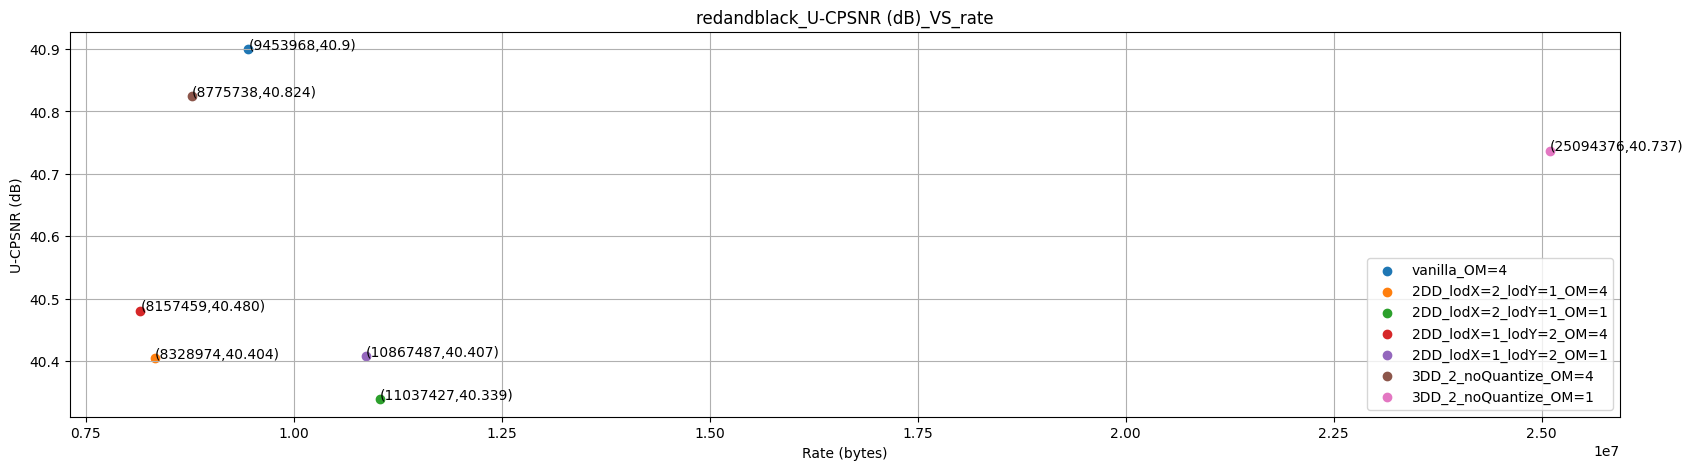 redandblack_U-CPSNR (dB)_VS_rate
U-CPSNR (dB)
40.9
40.8
40.7
40.6
40.5
40.4
(9453968,40.9)
(8775738,40.824)
(25094376,40.737)
(8157459,40.480)
(8328974,40.404)
(10867487,40.407)
(11037427,40.339)
vanilla_OM=4
2DD_lodX=2_lodY=1_OM=4
2DD_lodX=2_lodY=1_OM=1
2DD_lodX=1_lodY=2_OM=4
2DD_lodX=1_lodY=2_OM=1
3DD_2_noQuantize_OM=4
3DD_2_noQuantize_OM=1
0.75 1.00 1.25 1.50 1.75 2.00 2.25 2.50
1e7
Rate (bytes)